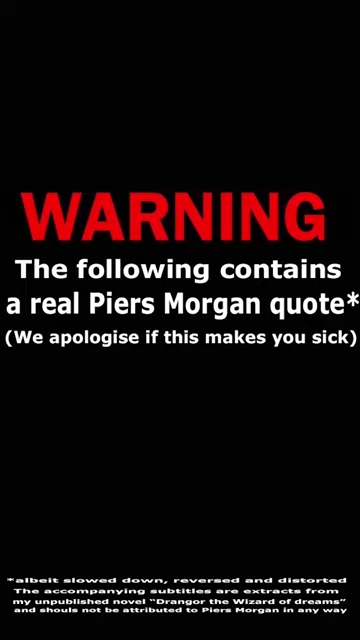 WARNING
The following contains
a real Piers Morgan quote*
(We apologise if this makes you sick)
*albeit slowed down, reversed and distorted
The accompanying subtitles are extracts from
my unpublished novel “Drangor the Wizard of dreams”
and shouls not be attributed to Piers Morgan in any way